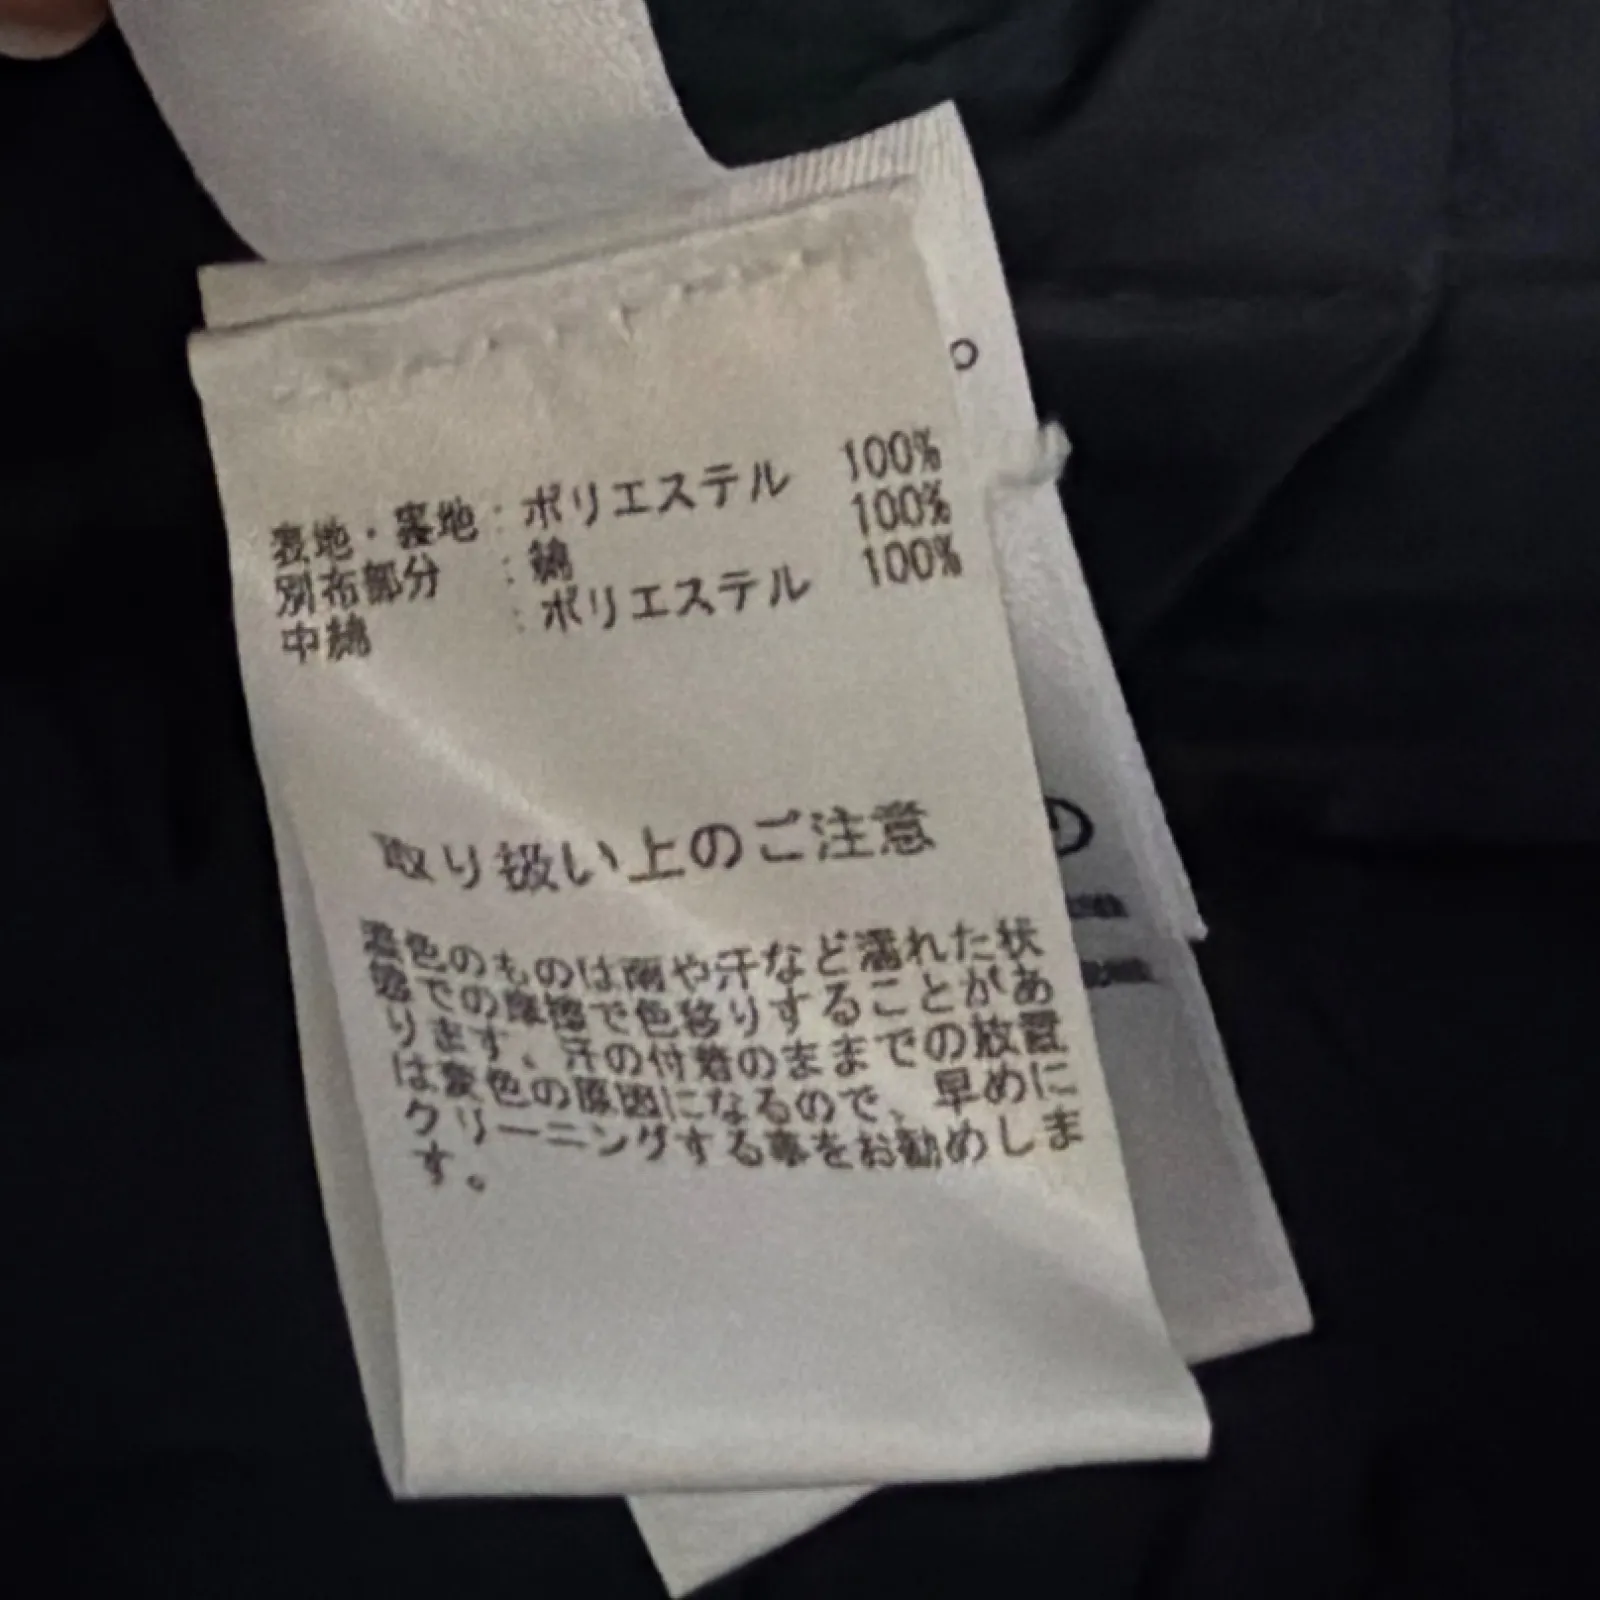 表地・裏地：ポリエステル 100%
別布部分 ：綿 100%
中綿 ：ポリエステル 100%
取り扱い上のご注意
濃色のものは雨や汗など濡れた状
態での摩擦で色移りすることがあ
ります、汗の付着のままでの放置
は変色の原因になるので、早めに
クリーニングする事をお勧めしま
す。